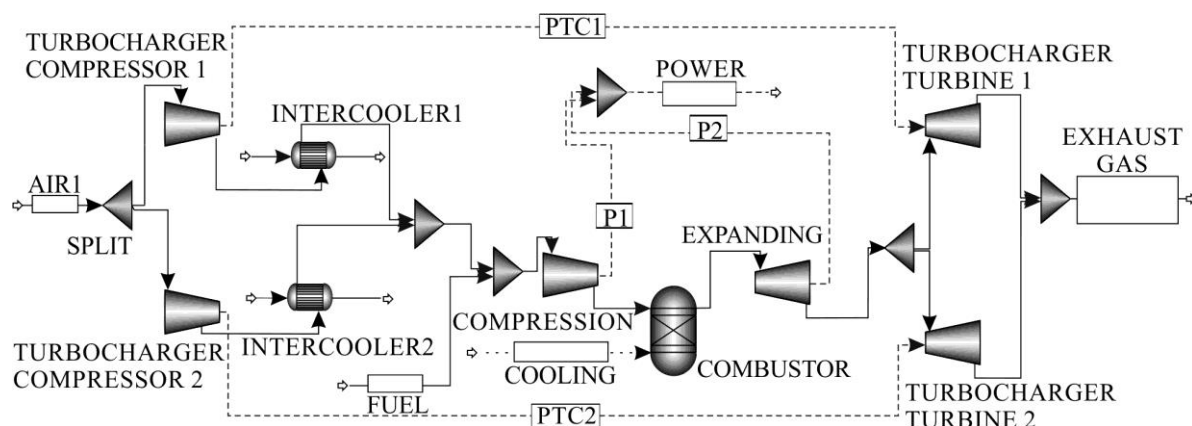 PTC1
TURBOCHARGER
COMPRESSOR 1
TURBOCHARGER
TURBINE 1
POWER
INTERCOOLER1
P2
EXHAUST
GAS
AIR1
SPLIT
P1
EXPANDING
COMPRESSION
INTERCOOLER2
TURBOCHARGER
COMPRESSOR 2
COOLING
COMBUSTOR
FUEL
PTC2
TURBOCHARGER
TURBINE 2